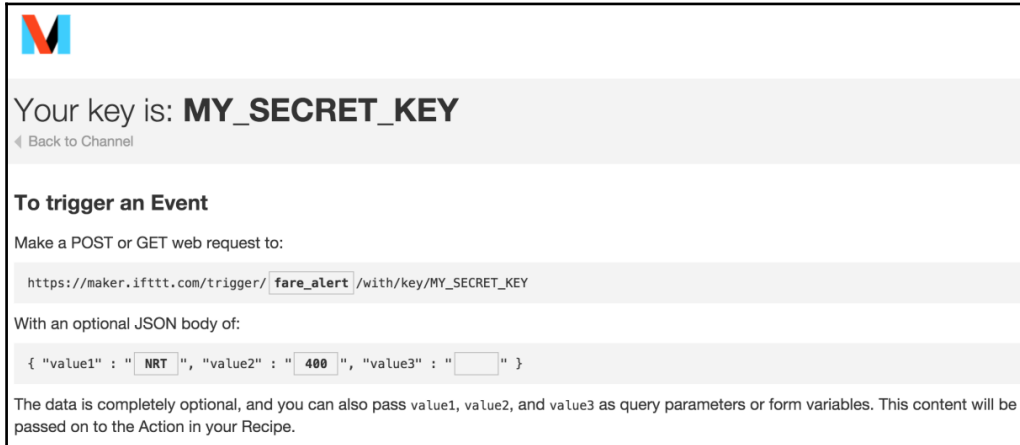 Your key is: MY_SECRET_KEY
Back to Channel
To trigger an Event
Make a POST or GET web request to:
https://maker.ifttt.com/trigger/ fare_alert /with/key/MY_SECRET_KEY
With an optional JSON body of:
{ "value1" : " NRT ", "value2" : " 400 ", "value3" : " " }
The data is completely optional, and you can also pass value1, value2, and value3 as query parameters or form variables. This content will be
passed on to the Action in your Recipe.